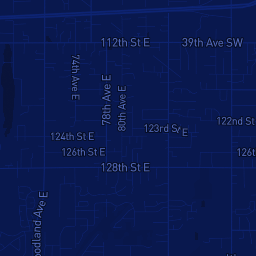 112th St E
39th Ave SW
74th Ave E
78th Ave E
80th Ave E
122nd St
123rd St E
124th St E
126th St E
126t
128th St E
oodland Ave E